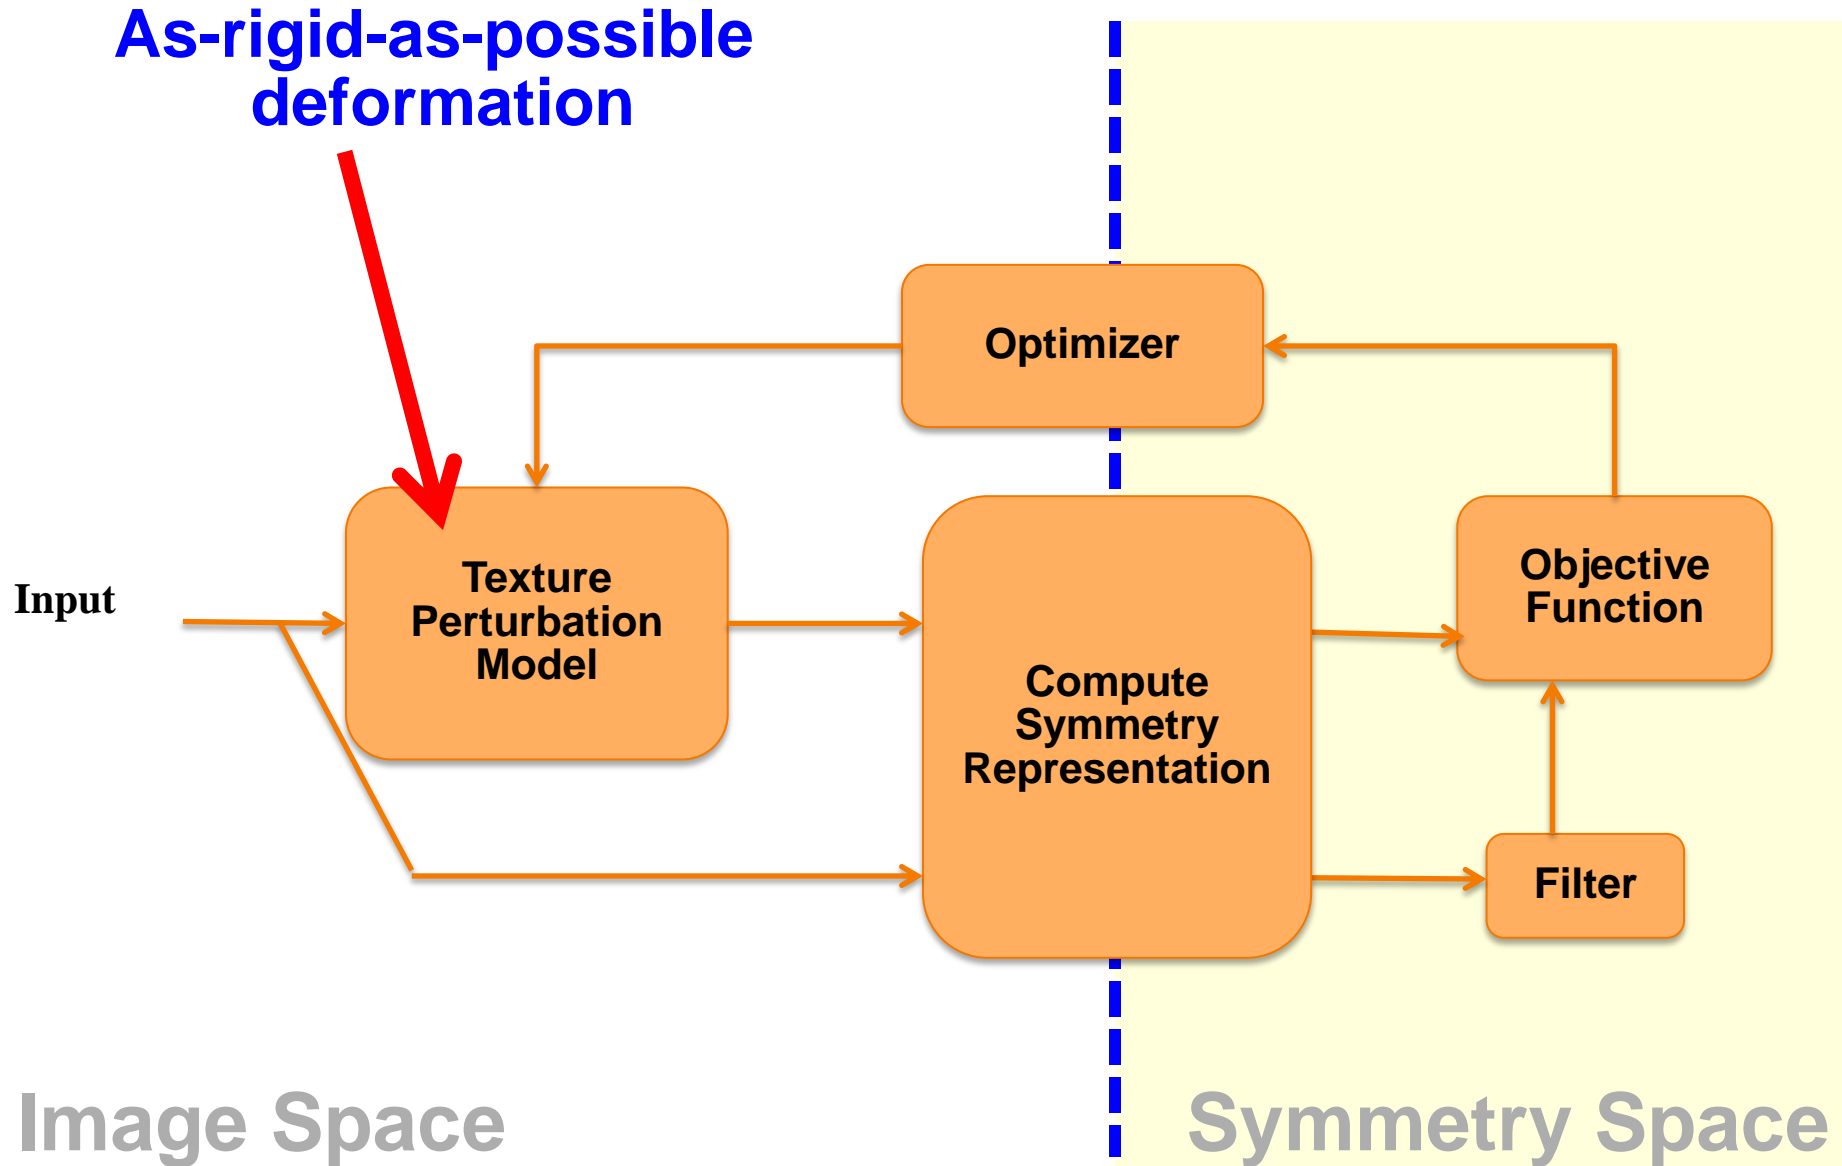 As-rigid-as-possible
deformation
Optimizer
Input
Texture
Perturbation
Model
Compute
Symmetry
Representation
Objective
Function
Filter
Image Space
Symmetry Space